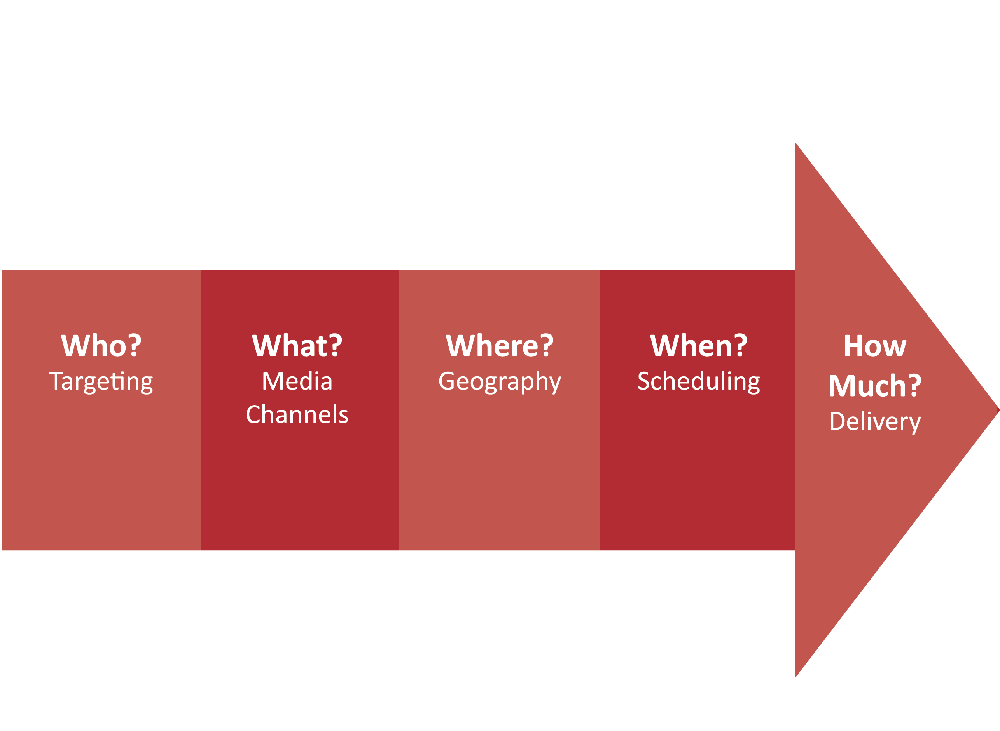 Who?
Targeting
What?
Media
Channels
Where?
Geography
When?
Scheduling
How
Much?
Delivery